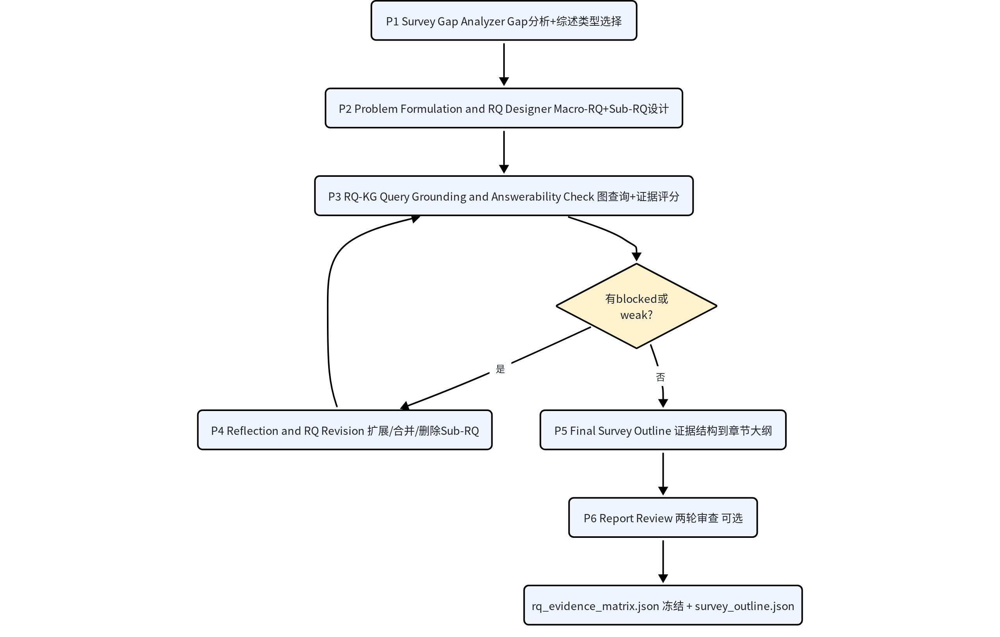 P1 Survey Gap Analyzer Gap分析+综述类型选择
P2 Problem Formulation and RQ Designer Macro-RQ+Sub-RQ设计
P3 RQ-KG Query Grounding and Answerability Check 图查询+证据评分
有blocked或
weak?
是
否
P4 Reflection and RQ Revision 扩展/合并/删除Sub-RQ
P5 Final Survey Outline 证据结构到章节大纲
P6 Report Review 两轮审查 可选
rq_evidence_matrix.json 冻结 + survey_outline.json